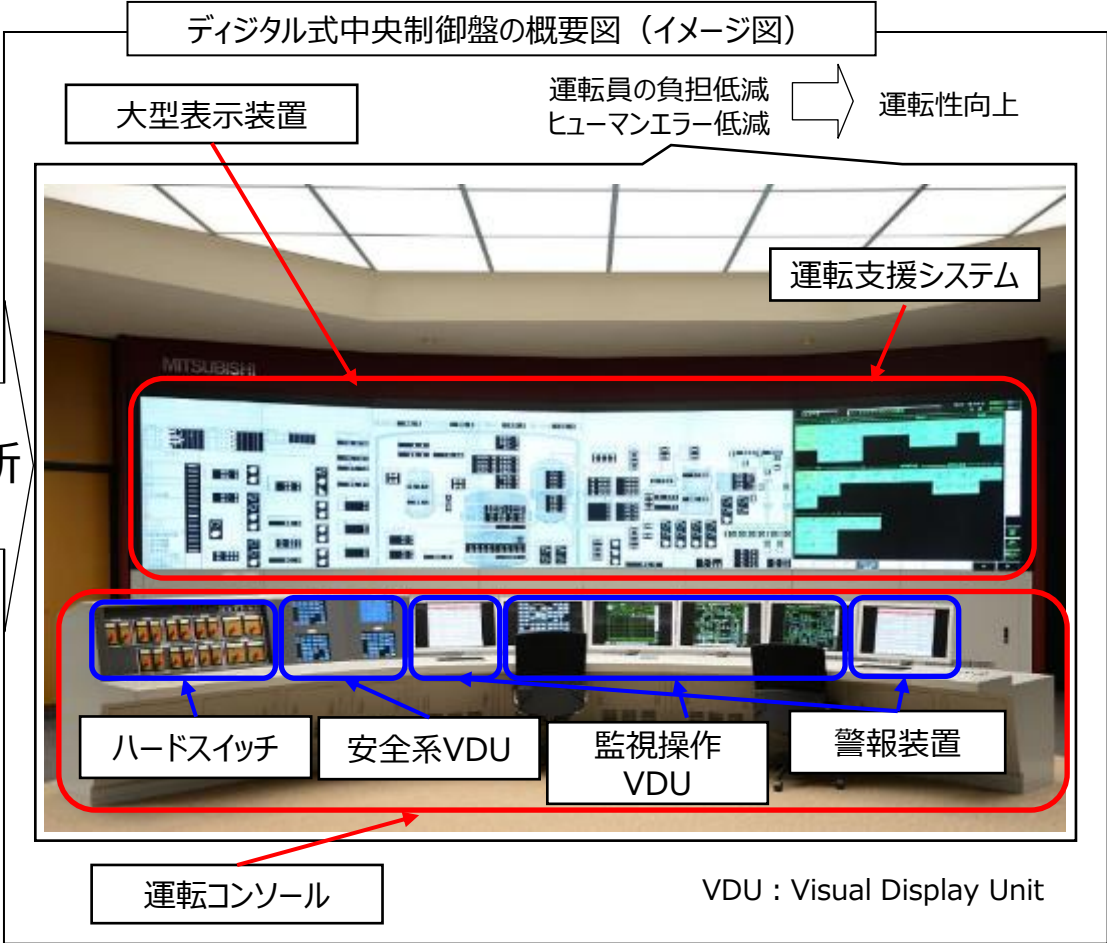 ディジタル式中央制御盤の概要図（イメージ図）
運転員の負担低減
ヒューマンエラー低減
運転性向上
大型表示装置
運転支援システム
MITSUBISHI
所
ハードスイッチ
安全系VDU
監視操作
VDU
警報装置
運転コンソール
VDU : Visual Display Unit